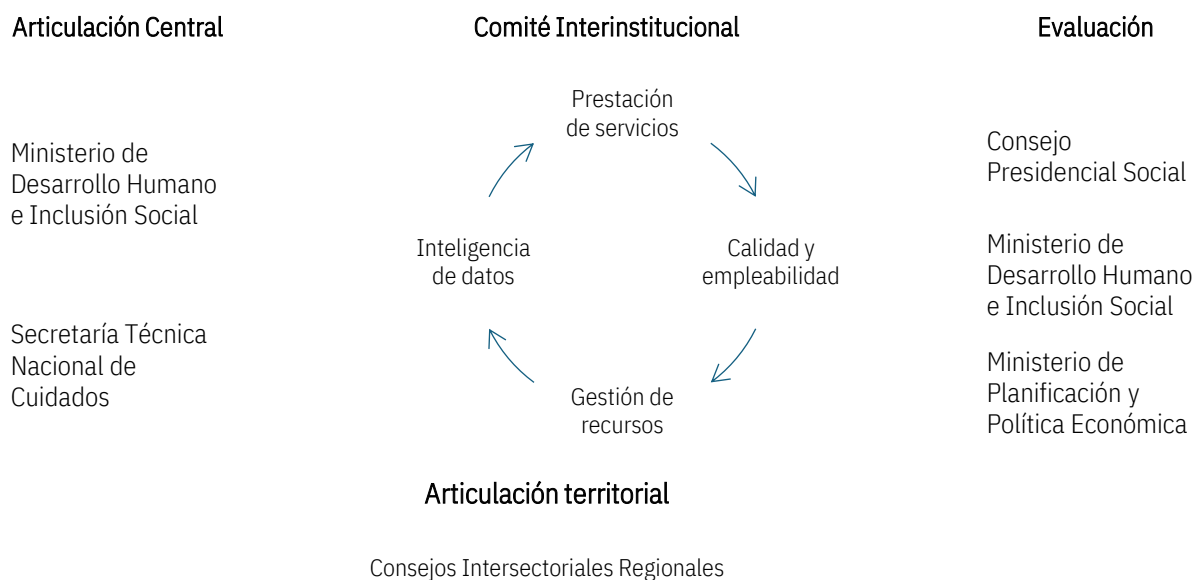 Articulación Central
Ministerio de
Desarrollo Humano
e Inclusión Social
Secretaría Técnica
Nacional de
Cuidados
Comité Interinstitucional
Prestación
de servicios
Calidad y
empleabilidad
Gestión de
recursos
Inteligencia
de datos
Evaluación
Consejo
Presidencial Social
Ministerio de
Desarrollo Humano
e Inclusión Social
Ministerio de
Planificación y
Política Económica
Articulación territorial
Consejos Intersectoriales Regionales